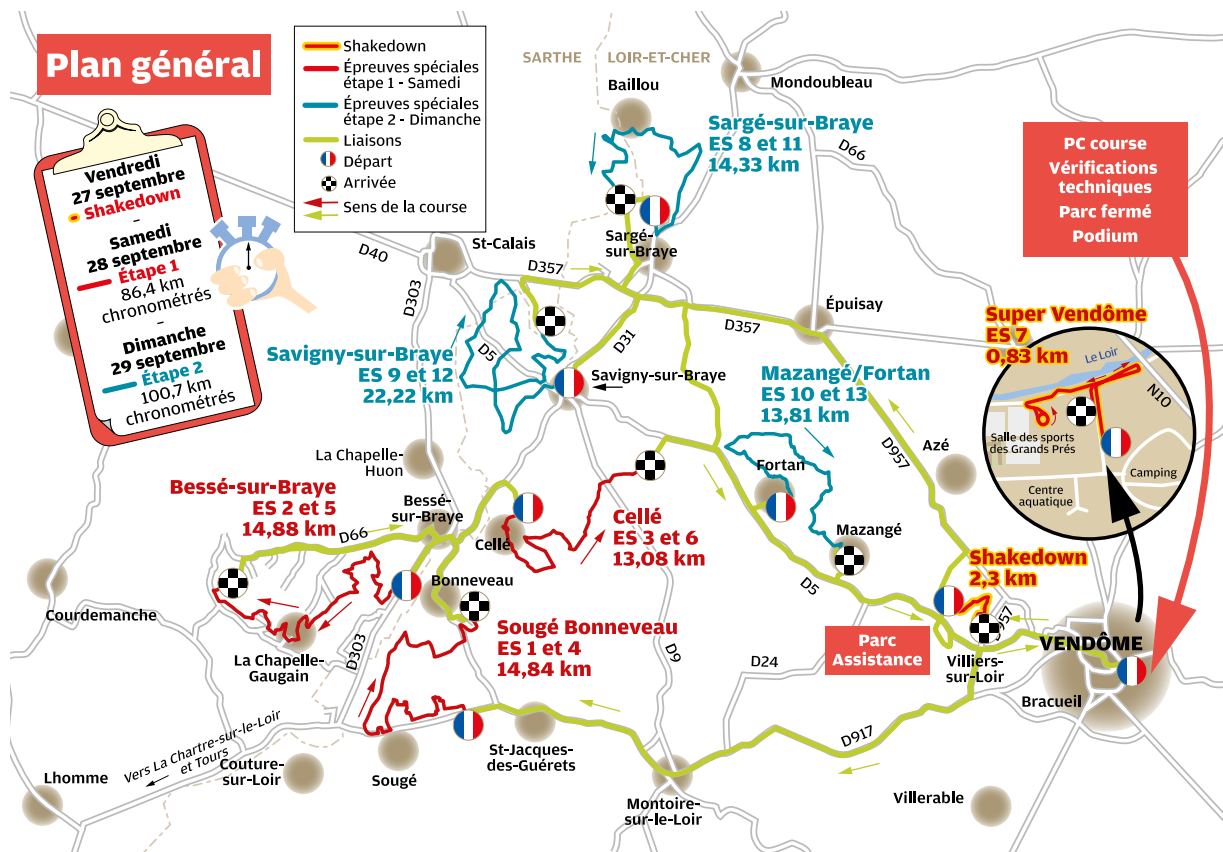 Plan général
Vendredi
27 septembre
Shakedown
–
Samedi
28 septembre
Étape 1
86,4 km
chronométrés
–
Dimanche
29 septembre
Étape 2
100,7 km
chronométrés
Shakedown
Épreuves spéciales
étape 1 - Samedi
Épreuves spéciales
étape 2 - Dimanche
Liaisons
Départ
Arrivée
Sens de la course
SARTHE
LOIR-ET-CHER
Baillou
Mondoubleau
Sargé-sur-Braye
ES 8 et 11
14,33 km
D66
PC course
Vérifications
techniques
Parc fermé
Podium
St-Calais
D40
D303
D357
Sargé-
sur-Braye
Épuisay
D357
D31
D5
Savigny-sur-Braye
ES 9 et 12
22,22 km
Savigny-sur-Braye
Mazangé/Fortan
ES 10 et 13
13,81 km
Super Vendôme
ES 7
0,83 km
Le Loir
N10
Salle des sports
des Grands Prés
Camping
Centre
aquatique
D957
Azé
La Chapelle-
Huon
Fortan
Mazangé
Bessé-sur-Braye
ES 2 et 5
14,88 km
Bessé-
sur-Braye
D66
Cellé
Cellé
ES 3 et 6
13,08 km
Shakedown
2,3 km
Bonneveau
D5
D957
Courdemanche
La Chapelle-
Gaugain
D303
Sougé Bonneveau
ES 1 et 4
14,84 km
D9
D24
Parc
Assistance
Villiers-
sur-Loir
VENDÔME
Bracueil
D917
Vers La Chartre-sur-le-Loir
et Tours
Lhomme
Couture-
sur-Loir
Sougé
St-Jacques-
des-Guérets
Montoire-
sur-le-Loir
Villerable